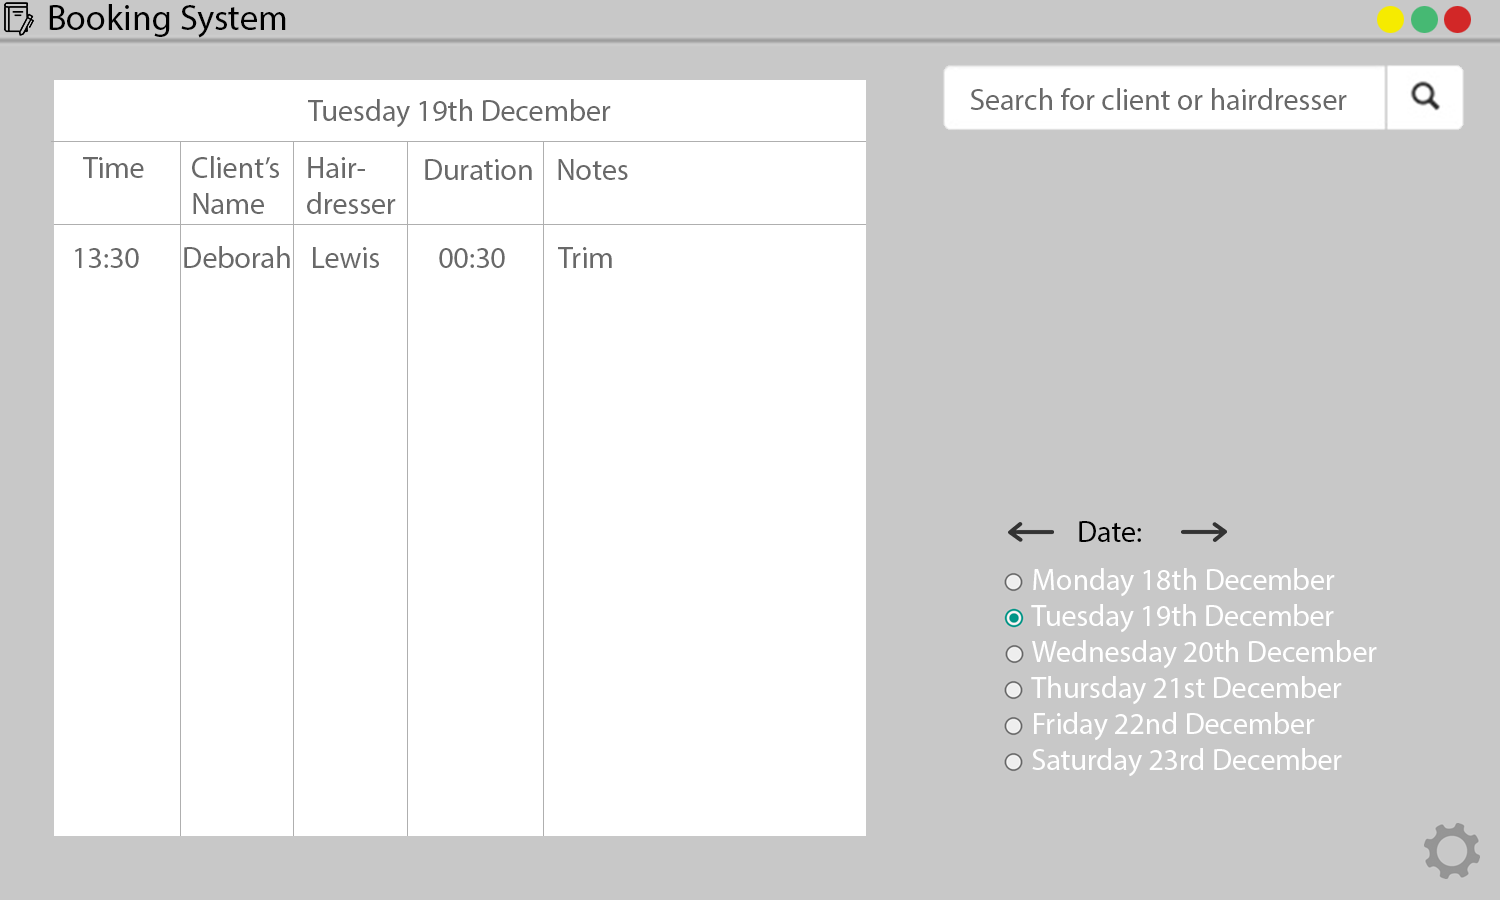 Booking System
Tuesday 19th December
Search for client or hairdresser
Time
Client’s
Name
Hair-
dresser
Duration
Notes
13:30
Deborah
Lewis
00:30
Trim
Date:
Monday 18th December
Tuesday 19th December
Wednesday 20th December
Thursday 21st December
Friday 22nd December
Saturday 23rd December